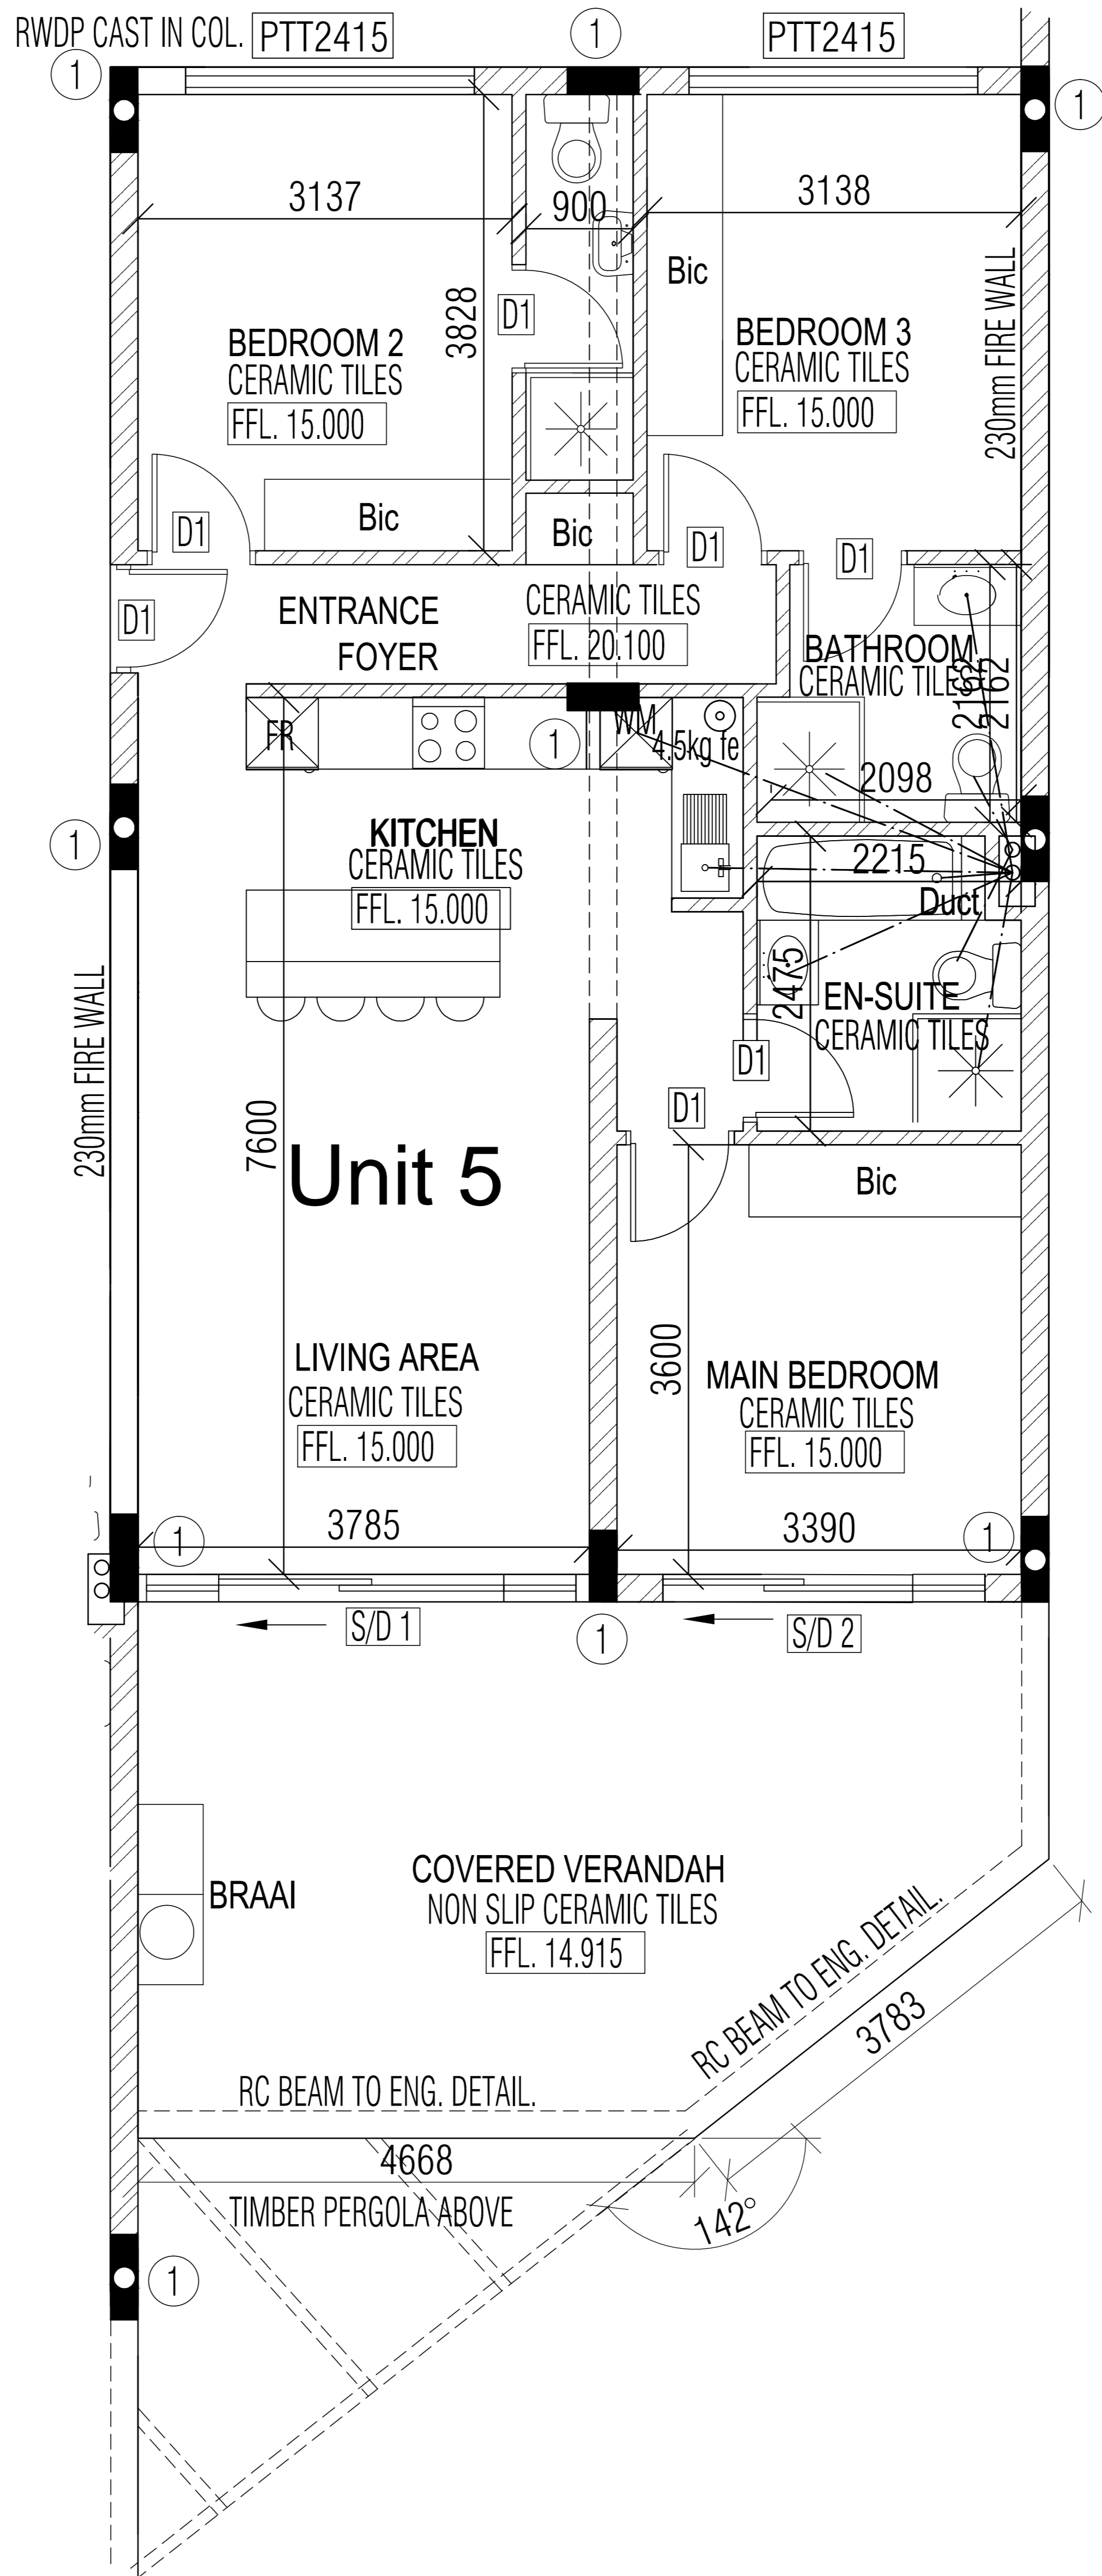 RWDP CAST IN COL.
PTT2415
1
PTT2415
1
1
3137
900
3138
Bic
230mm FIRE WALL
3828
D1
BEDROOM 2
CERAMIC TILES
FFL. 15.000
BEDROOM 3
CERAMIC TILES
FFL. 15.000
Bic
Bic
D1
D1
D1
D1
ENTRANCE
FOYER
CERAMIC TILES
FFL. 20.100
BATHROOM
CERAMIC TILES
2162
2162
FR
1
WM
4.5kg fe
2098
1
KITCHEN
CERAMIC TILES
FFL. 15.000
2215
Duct
2475
EN-SUITE
CERAMIC TILES
230mm FIRE WALL
D1
D1
7600
Unit 5
Bic
LIVING AREA
CERAMIC TILES
FFL. 15.000
3600
MAIN BEDROOM
CERAMIC TILES
FFL. 15.000
1
3785
3390
1
S/D 1
1
S/D 2
BRAAI
COVERED VERANDAH
NON SLIP CERAMIC TILES
FFL. 14.915
RC BEAM TO ENG. DETAIL.
3783
RC BEAM TO ENG. DETAIL.
4668
TIMBER PERGOLA ABOVE
142°
1